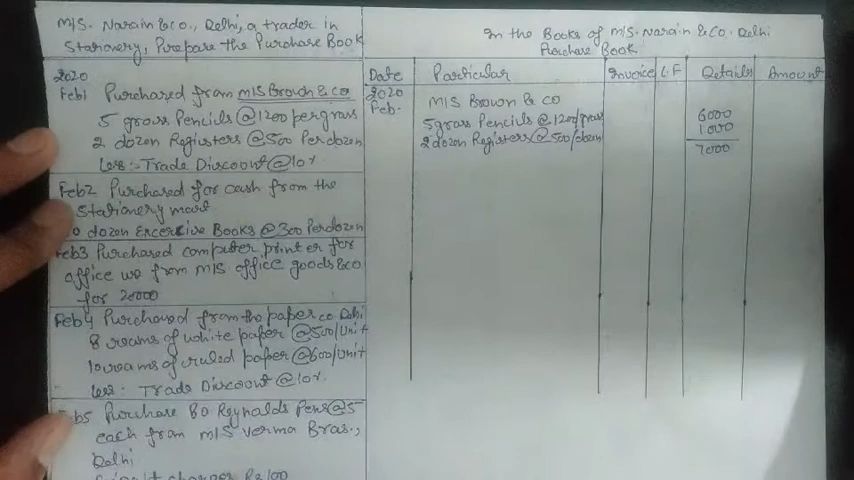 M/S. Narain & co., Delhi, a trader in
Stationery, Prepare the Purchase Book
2020
Feb1 Purchased from M/S Brown & co
5 gross Pencils @ 1200 per gross
2 dozen Registers @ 500 Per dozen
Less :- Trade Discount @ 10%
Feb2 Purchased for cash from the
Stationery mart
0 dozen Excercive Books @ 300 Per dozen
Feb3 Purchased computer printer for
office use from M/S office goods & co
for 20000
Feb4 Purchased from the paper co Delhi
8 reams of white paper @ 500/Unit
10 reams of ruled paper @ 600/Unit
Less - Trade Discount @ 10%
Feb5 Purchase 80 Reynalds Pens @ 5
each from M/S Verma Bros.,
Delhi
charges Rs 100
In the Books of M/S. Narain & Co. Delhi
Purchase Book
Date Particular Invoice L.F Details Amount
2020
Feb. M/S Brown & CO
5 gross Pencils @ 1200/gross 6000
2 dozen Registers @ 500/dozen 1000
7000